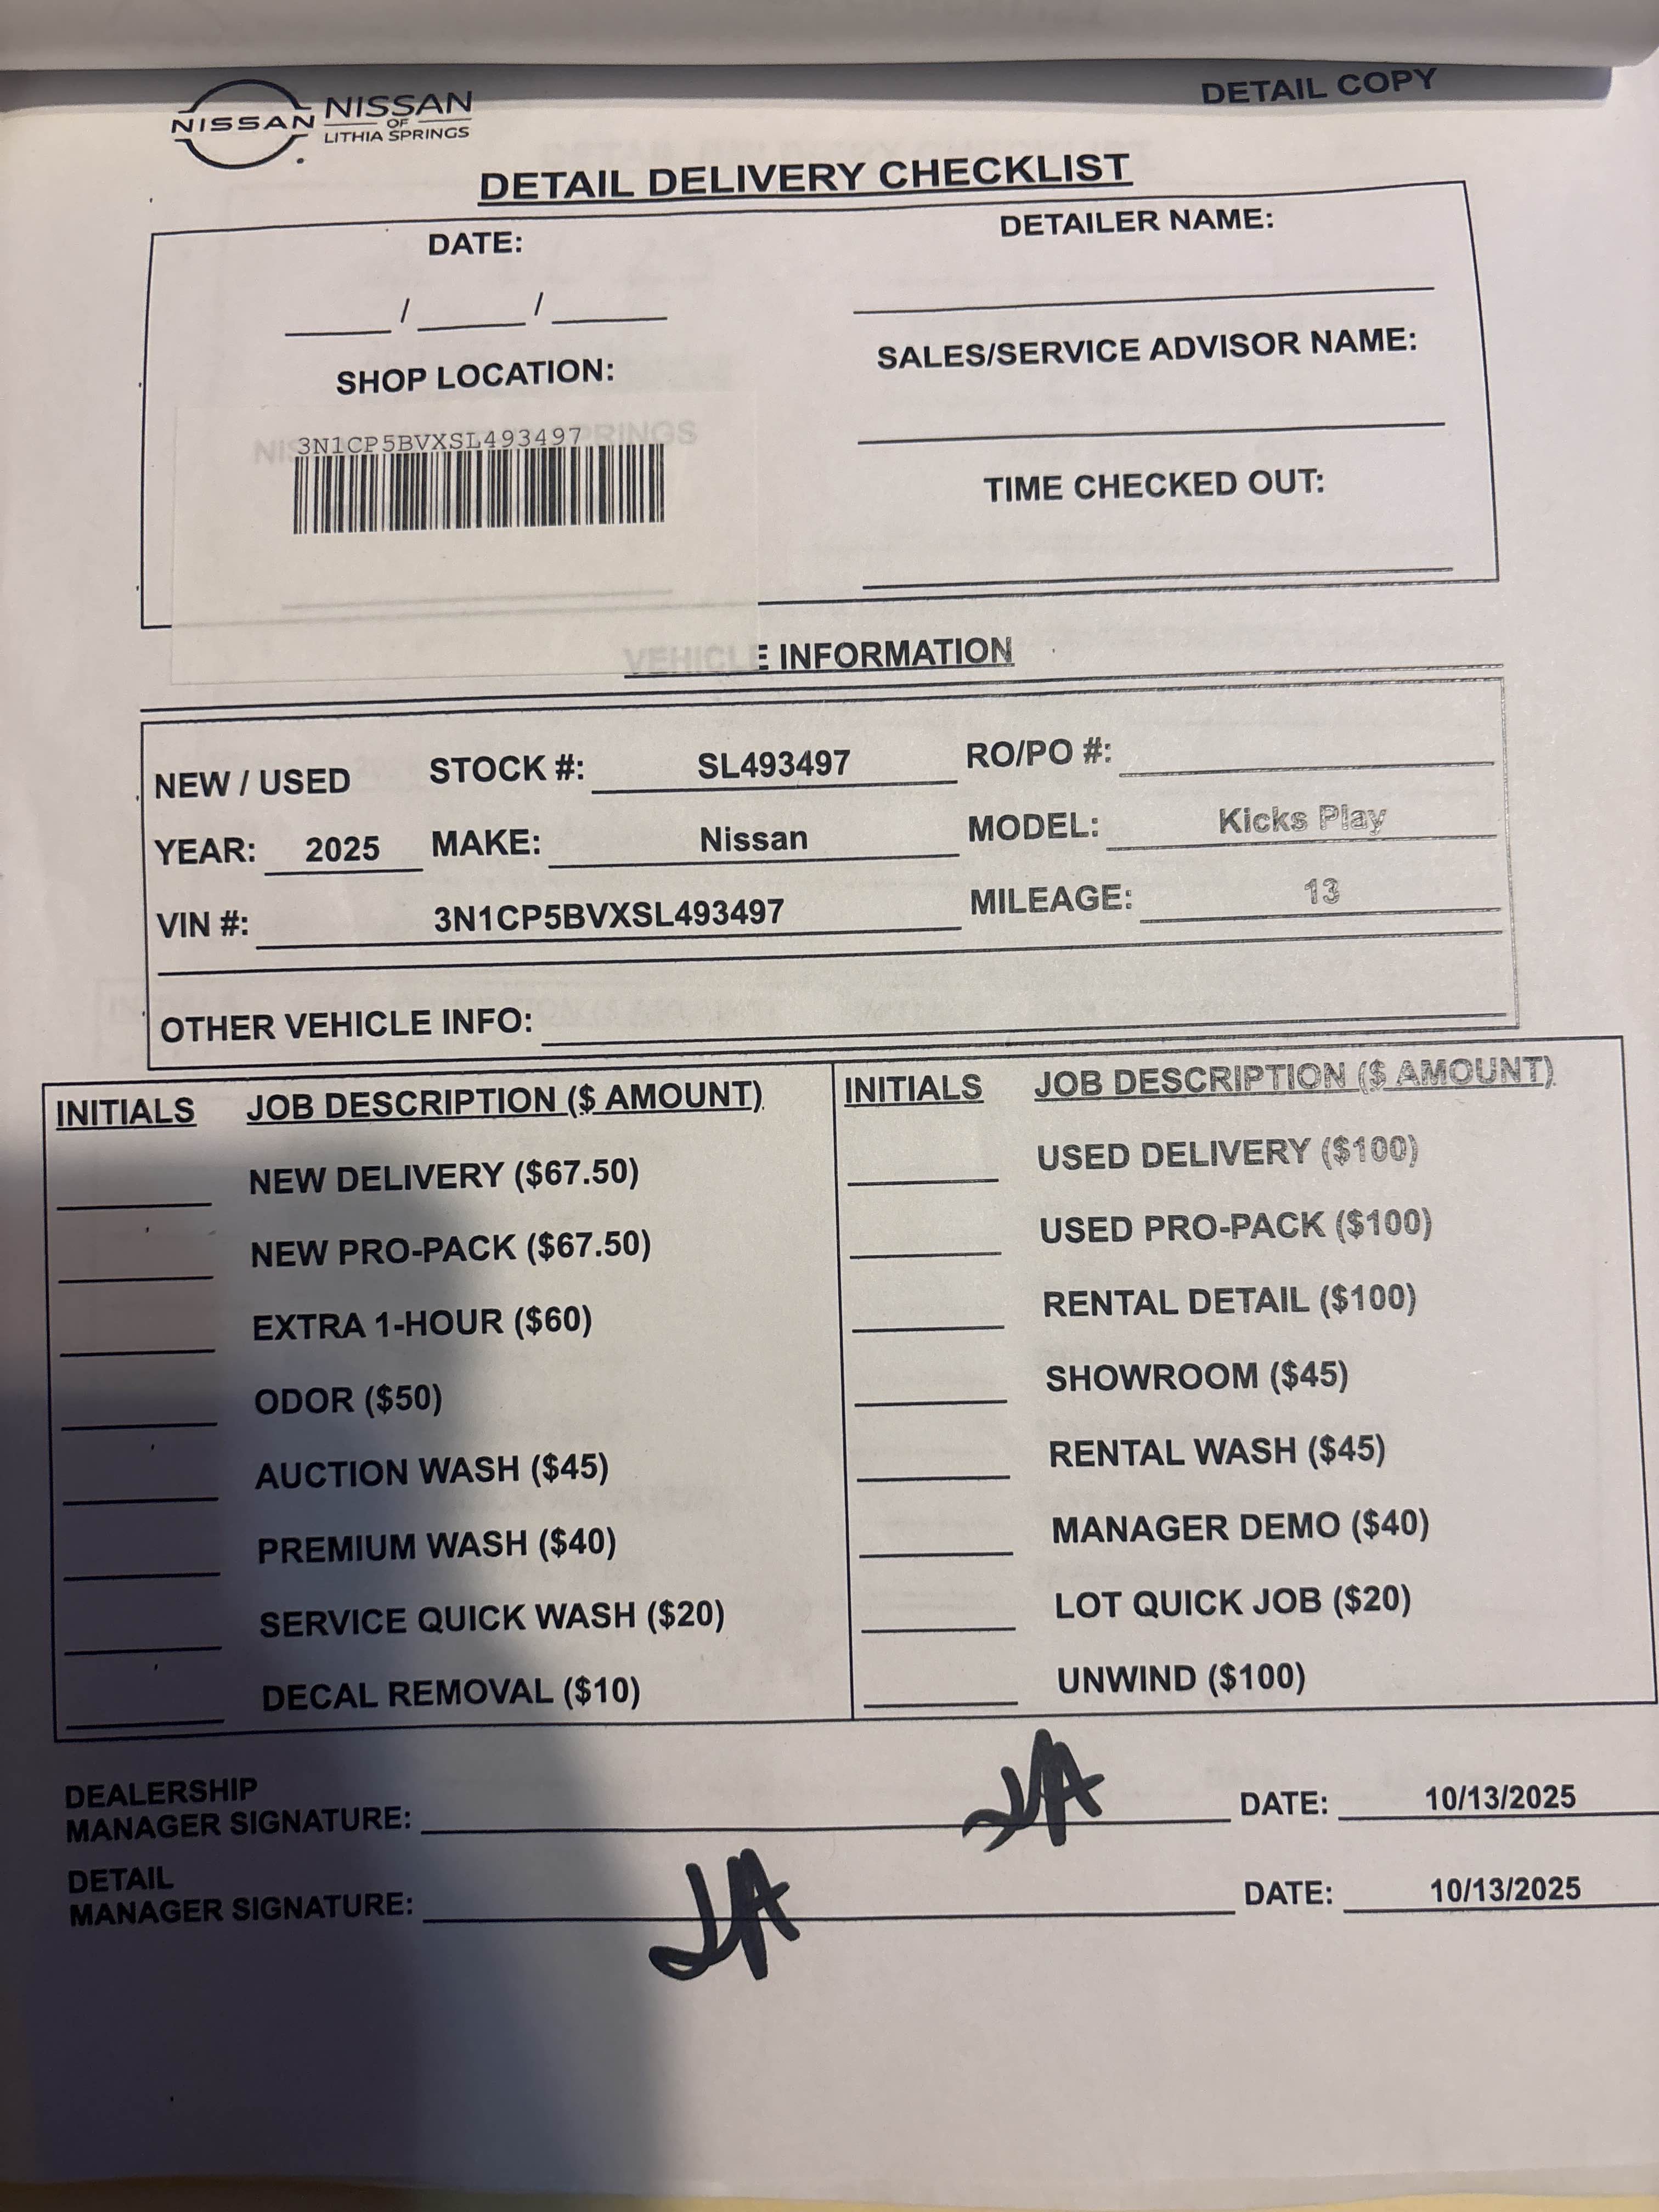 DETAIL COPY
NISSAN NISSAN
OF
LITHIA SPRINGS
DETAIL DELIVERY CHECKLIST
DATE:
DETAILER NAME:
/ /
SHOP LOCATION:
SALES/SERVICE ADVISOR NAME:
NISSAN OF LITHIA SPRINGS
3N1CP5BVXSL493497
TIME CHECKED OUT:
VEHICLE INFORMATION
NEW / USED STOCK #: SL493497 RO/PO #:
YEAR: 2025 MAKE: Nissan MODEL: Kicks Play
VIN #: 3N1CP5BVXSL493497 MILEAGE: 13
OTHER VEHICLE INFO:
INITIALS JOB DESCRIPTION ($ AMOUNT) INITIALS JOB DESCRIPTION ($ AMOUNT)
NEW DELIVERY ($67.50) USED DELIVERY ($100)
NEW PRO-PACK ($67.50) USED PRO-PACK ($100)
EXTRA 1-HOUR ($60) RENTAL DETAIL ($100)
ODOR ($50) SHOWROOM ($45)
AUCTION WASH ($45) RENTAL WASH ($45)
PREMIUM WASH ($40) MANAGER DEMO ($40)
SERVICE QUICK WASH ($20) LOT QUICK JOB ($20)
DECAL REMOVAL ($10) UNWIND ($100)
DEALERSHIP
MANAGER SIGNATURE: JA DATE: 10/13/2025
DETAIL
MANAGER SIGNATURE: JA DATE: 10/13/2025